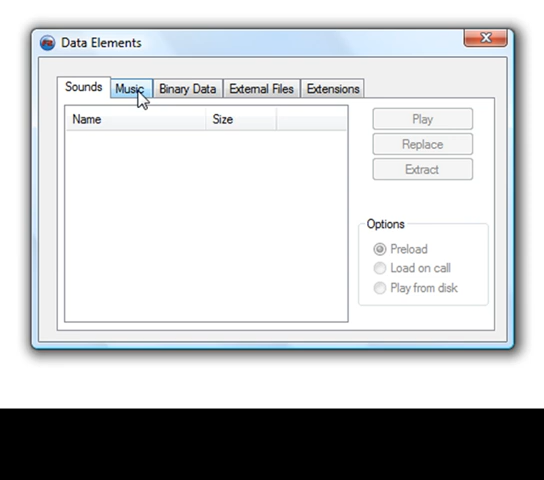 Data Elements
Sounds Music Binary Data External Files Extensions
Name Size
Play
Replace
Extract
Options
Preload
Load on call
Play from disk